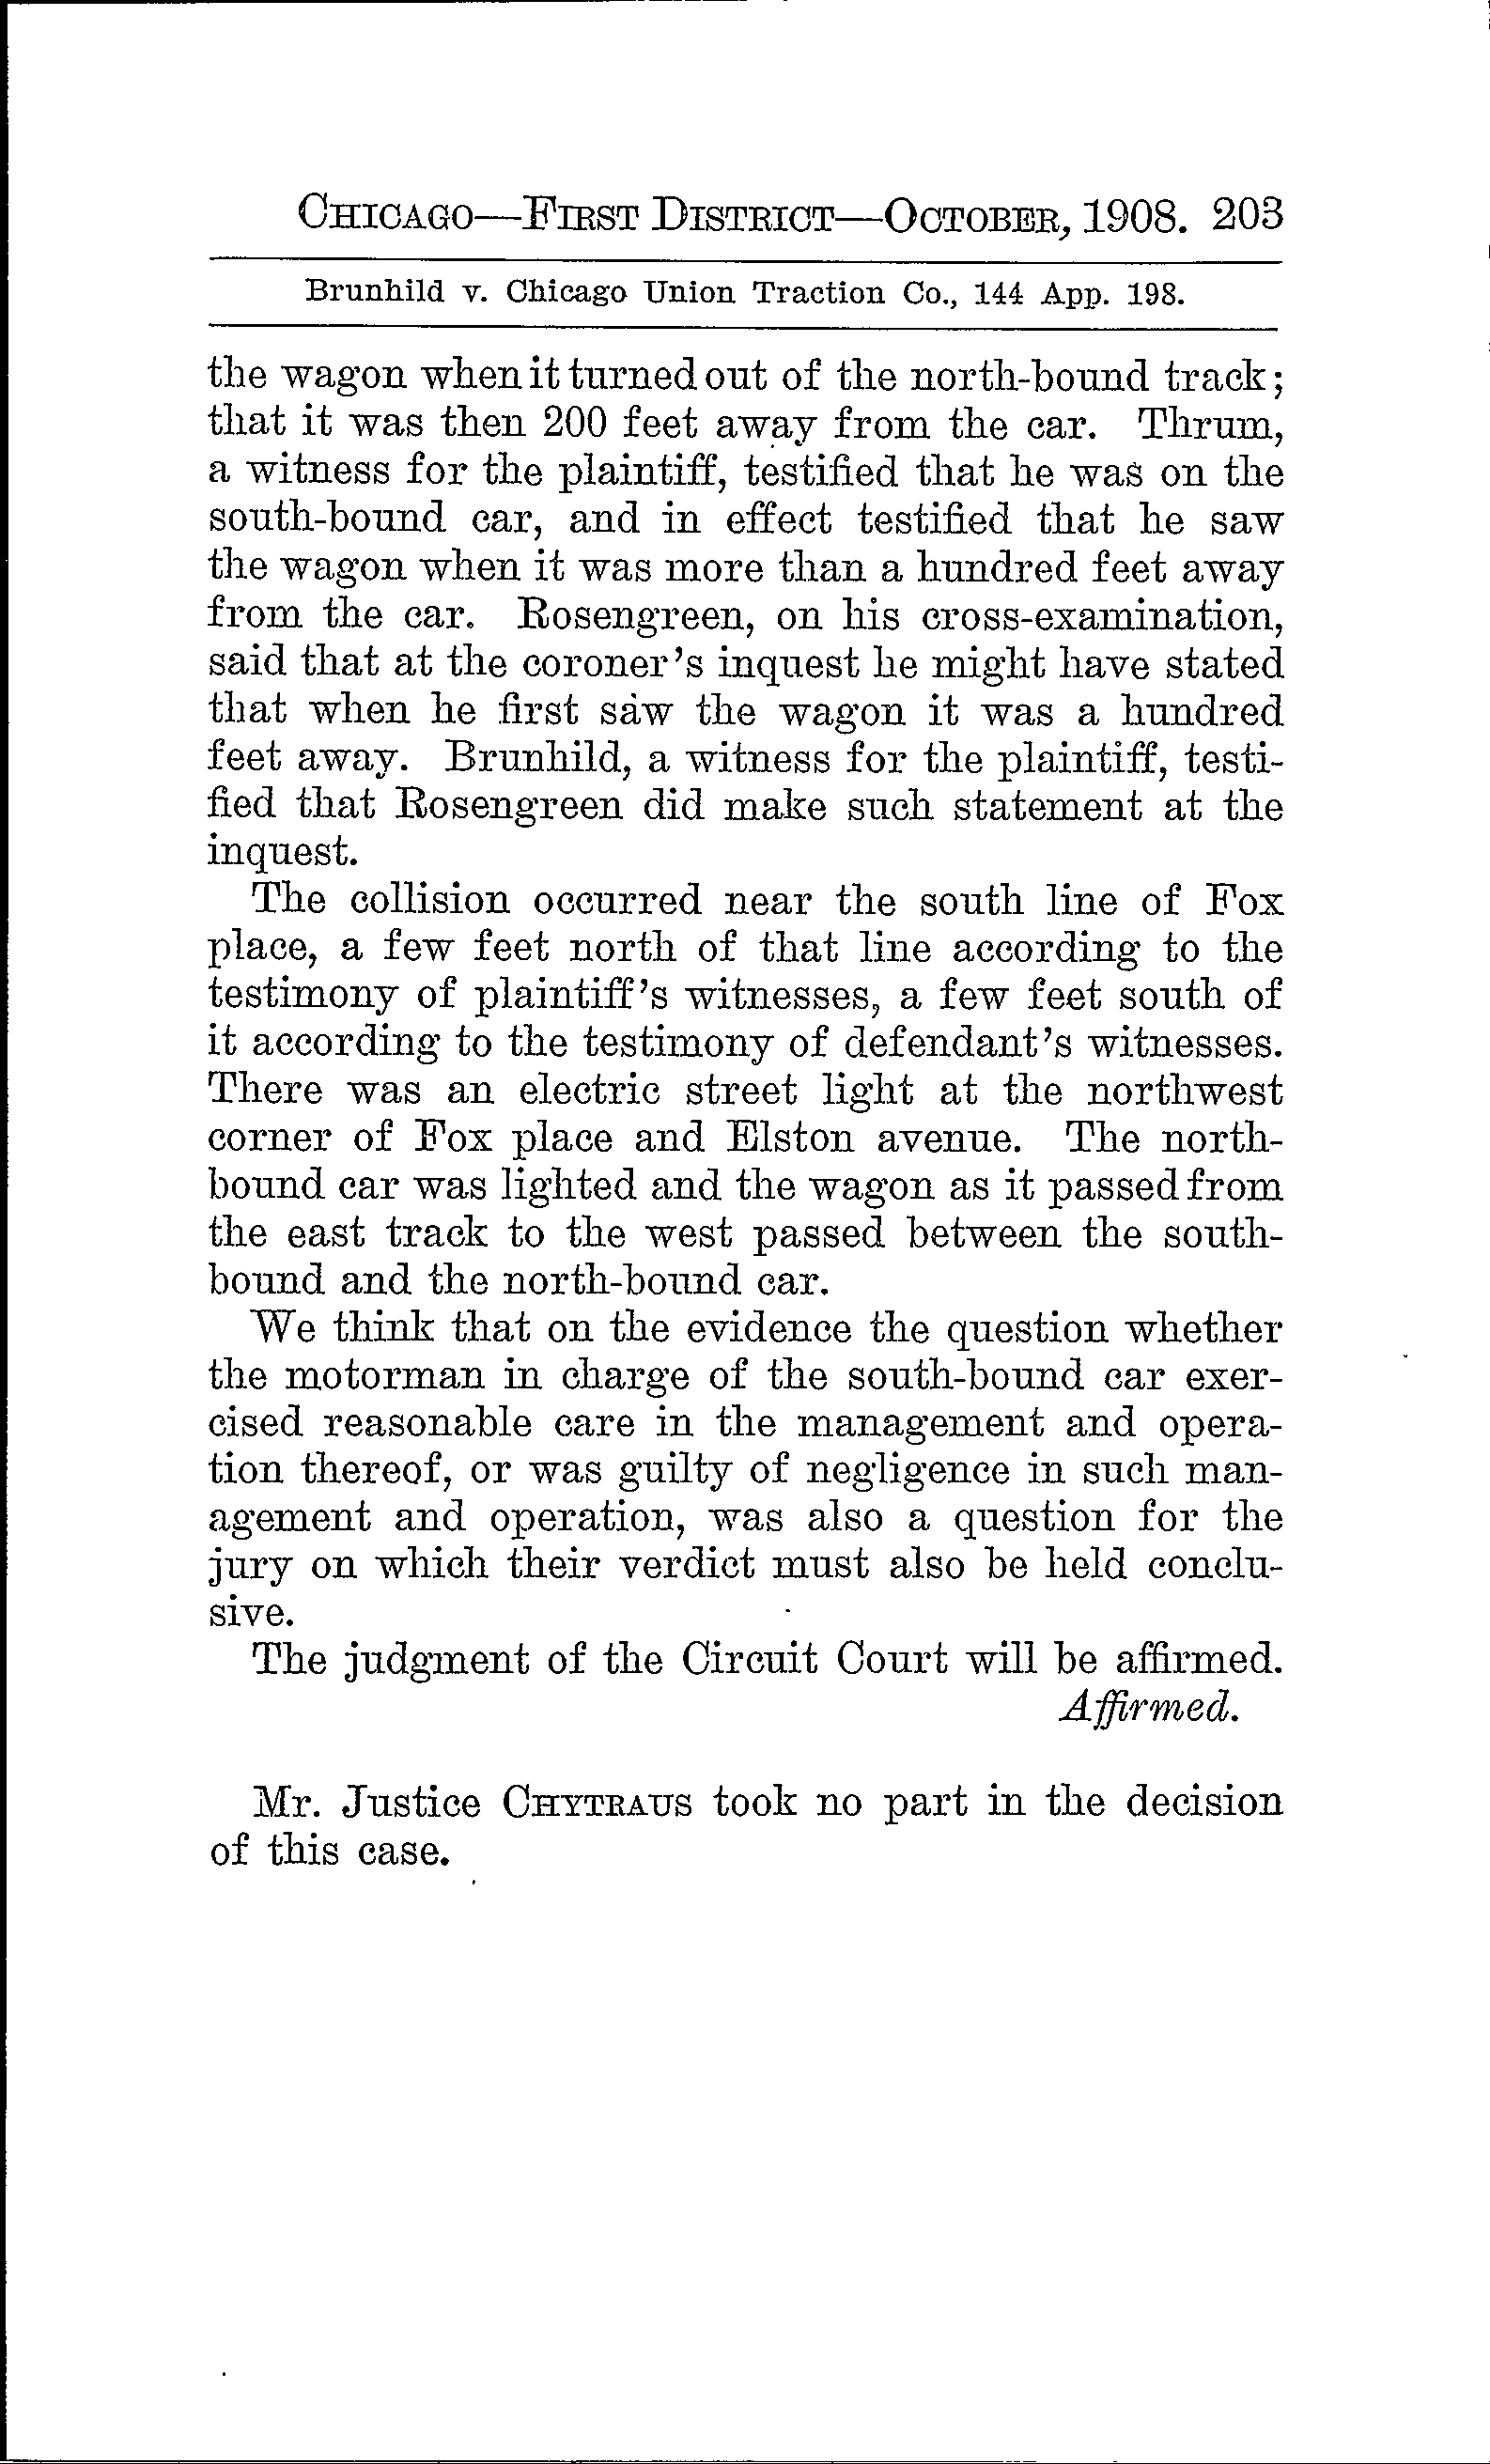 CHICAGO—FIRST DISTRICT—OCTOBER, 1908. 203
Brunhild v. Chicago Union Traction Co., 144 App. 198.
the wagon when it turned out of the north-bound track;
that it was then 200 feet away from the car. Thrum,
a witness for the plaintiff, testified that he was on the
south-bound car, and in effect testified that he saw
the wagon when it was more than a hundred feet away
from the car. Rosengreen, on his cross-examination,
said that at the coroner's inquest he might have stated
that when he first saw the wagon it was a hundred
feet away. Brunhild, a witness for the plaintiff, testi-
fied that Rosengreen did make such statement at the
inquest.
The collision occurred near the south line of Fox
place, a few feet north of that line according to the
testimony of plaintiff's witnesses, a few feet south of
it according to the testimony of defendant's witnesses.
There was an electric street light at the northwest
corner of Fox place and Elston avenue. The north-
bound car was lighted and the wagon as it passed from
the east track to the west passed between the south-
bound and the north-bound car.
We think that on the evidence the question whether
the motorman in charge of the south-bound car exer-
cised reasonable care in the management and opera-
tion thereof, or was guilty of negligence in such man-
agement and operation, was also a question for the
jury on which their verdict must also be held conclu-
sive.
The judgment of the Circuit Court will be affirmed.
Affirmed.
Mr. Justice CHYTRAUS took no part in the decision
of this case.